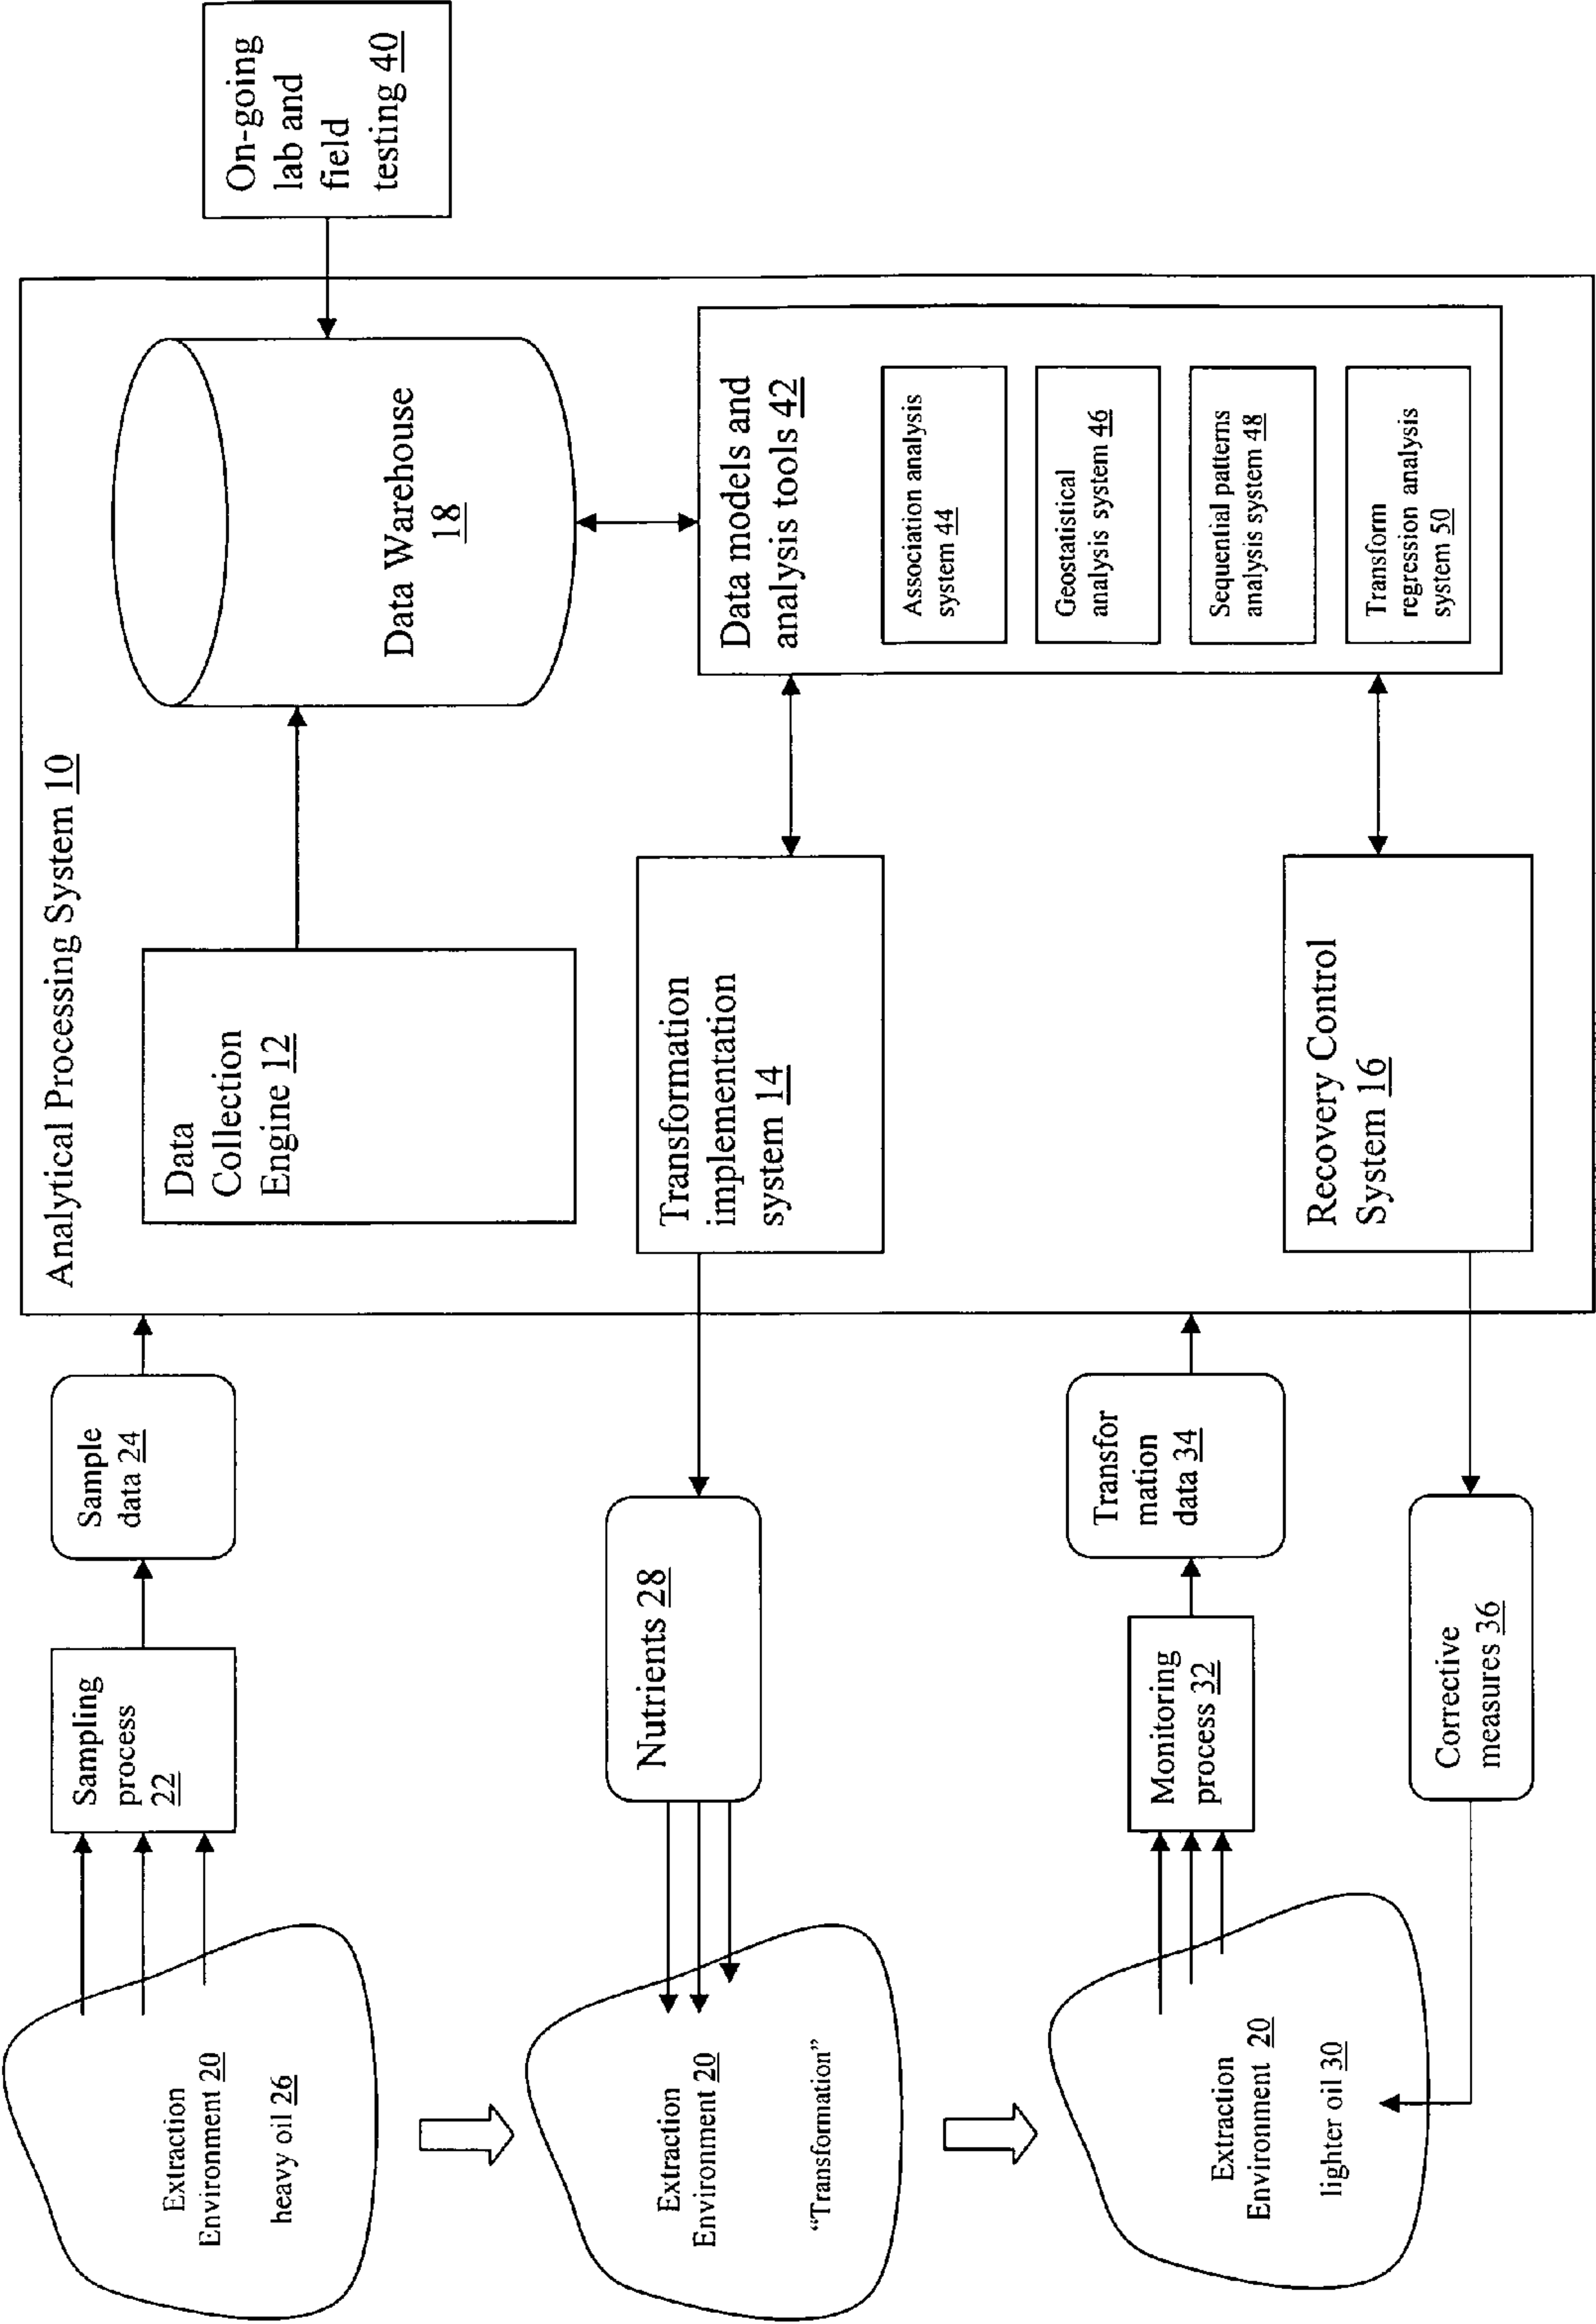 Extraction
Environment 20
heavy oil 26
Sampling
process
22
Sample
data 24
Analytical Processing System 10
Data
Collection
Engine 12
Data Warehouse
18
On-going
lab and
field
testing 40
Extraction
Environment 20
“Transformation”
Nutrients 28
Transformation
implementation
system 14
Data models and
analysis tools 42
Association analysis
system 44
Geostatistical
analysis system 46
Sequential patterns
analysis system 48
Transform
regression analysis
system 50
Extraction
Environment 20
lighter oil 30
Monitoring
process 32
Transfor
mation
data 34
Corrective
measures 36
Recovery Control
System 16